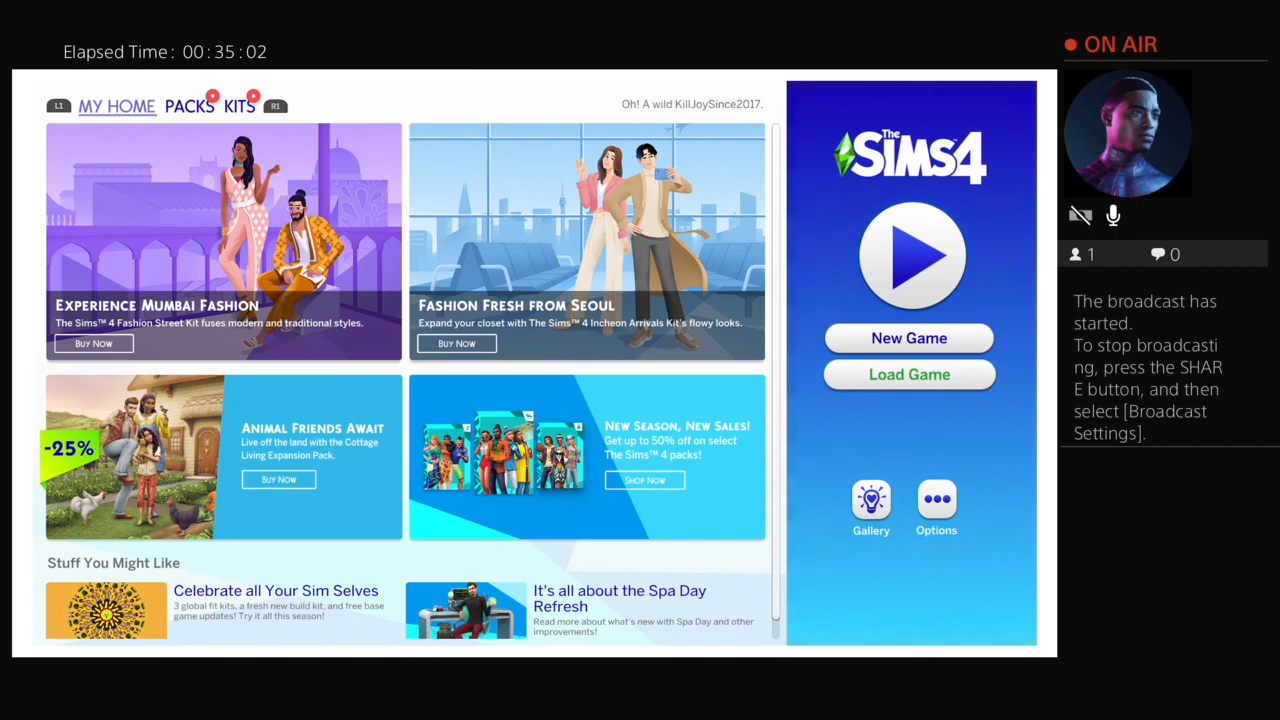 Elapsed Time: 00:35:02
ON AIR
L1 MY HOME PACKS KITS R1
Oh! A wild KillJoySince2017.
EXPERIENCE MUMBAI FASHION
The Sims™ 4 Fashion Street Kit fuses modern and traditional styles.
BUY NOW
FASHION FRESH FROM SEOUL
Expand your closet with The Sims™ 4 Incheon Arrivals Kit's flowy looks.
BUY NOW
-25%
ANIMAL FRIENDS AWAIT
Live off the land with the Cottage
Living Expansion Pack.
BUY NOW
NEW SEASON, NEW SALES!
Get up to 50% off on select
The Sims™ 4 packs!
SHOP NOW
Stuff You Might Like
Celebrate all Your Sim Selves
3 global fit kits, a fresh new build kit, and free base
game updates! Try it all this season!
It's all about the Spa Day
Refresh
Read more about what's new with Spa Day and other
improvements!
The SIMS 4
New Game
Load Game
Gallery
Options
1
0
The broadcast has
started.
To stop broadcasti
ng, press the SHAR
E button, and then
select [Broadcast
Settings].